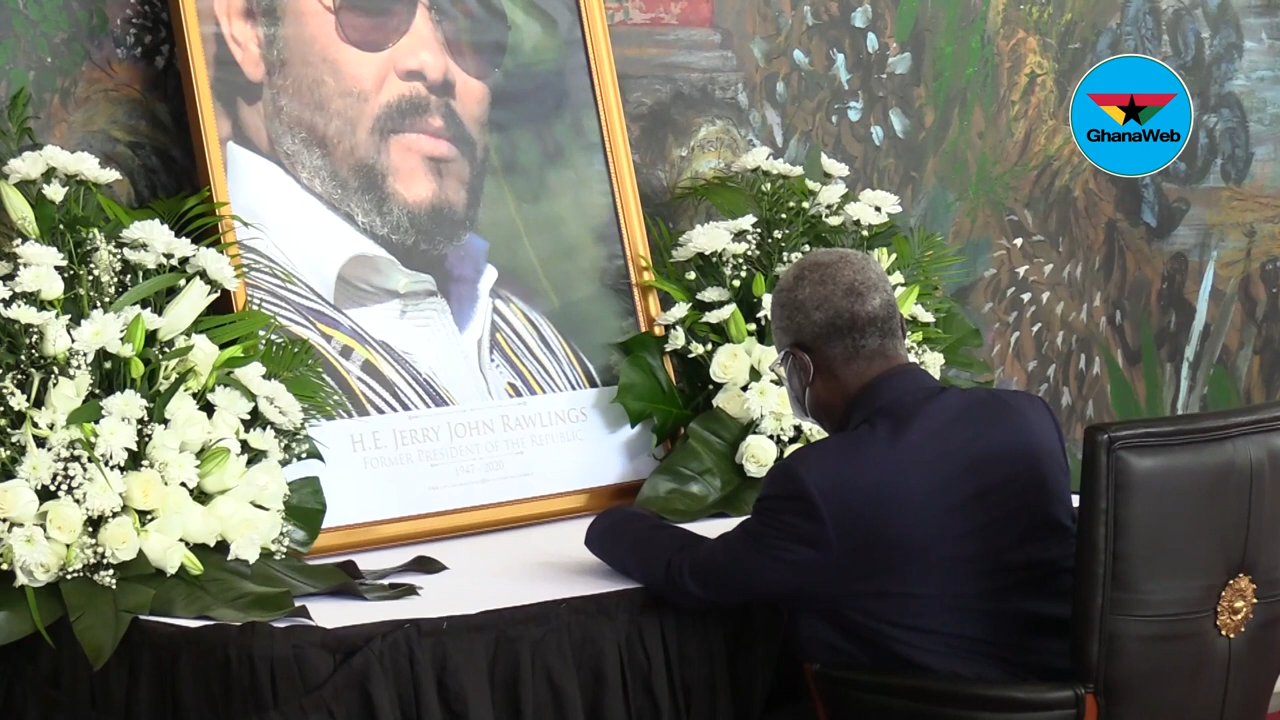 GhanaWeb
H.E. JERRY JOHN RAWLINGS
FORMER PRESIDENT OF THE REPUBLIC
1947 - 2020